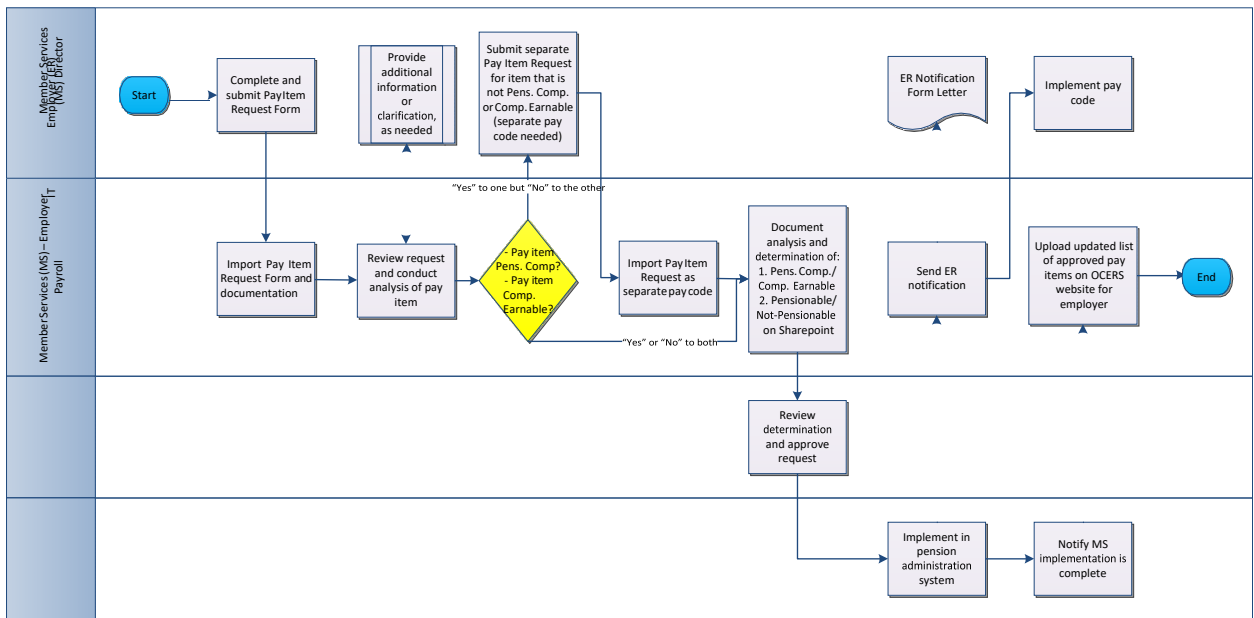 Member Services
Employer (ER)
(MS) Director
Start
Complete and
submit Pay Item
Request Form
Provide
additional
information
or
clarification,
as needed
Submit separate
Pay Item Request
for item that is
not Pens. Comp.
or Comp. Earnable
(separate pay
code needed)
ER Notification
Form Letter
Implement pay
code
"Yes" to one but "No" to the other
Member Services (MS) – Employer
Payroll
IT
Import Pay Item
Request Form and
documentation
Review request
and conduct
analysis of pay
item
- Pay item
Pens. Comp?
- Pay item
Comp.
Earnable?
Import Pay Item
Request as
separate pay code
Document
analysis and
determination of:
1. Pens. Comp./
Comp. Earnable
2. Pensionable/
Not-Pensionable
on Sharepoint
Send ER
notification
Upload updated list
of approved pay
items on OCERS
website for
employer
End
"Yes" or "No" to both
Review
determination
and approve
request
Implement in
pension
administration
system
Notify MS
implementation is
complete